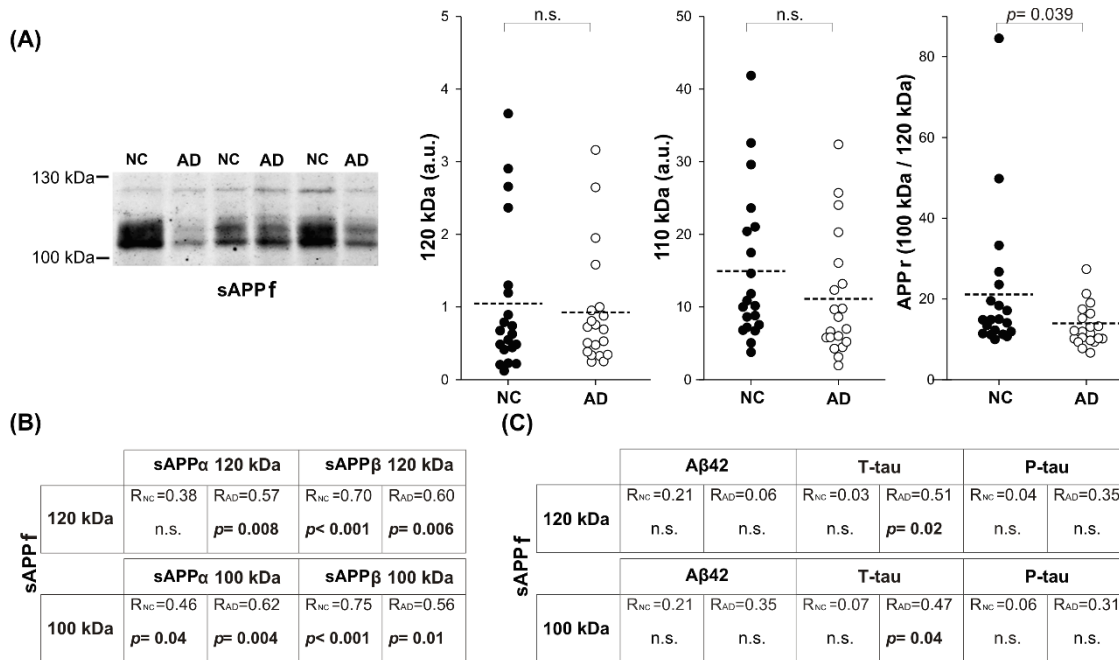 (A)
NC AD NC AD NC AD
130 kDa
100 kDa
sAPPf
120 kDa (a.u.)
5
4
3
2
1
0
n.s.
NC AD
110 kDa (a.u.)
50
40
30
20
10
0
n.s.
NC AD
APPr (100 kDa / 120 kDa)
80
60
40
20
0
p= 0.039
NC AD
(B)
sAPPf
sAPPα 120 kDa sAPPβ 120 kDa
120 kDa
RNC=0.38 RAD=0.57 RNC=0.70 RAD=0.60
n.s. p= 0.008 p< 0.001 p= 0.006
sAPPα 100 kDa sAPPβ 100 kDa
100 kDa
RNC=0.46 RAD=0.62 RNC=0.75 RAD=0.56
p= 0.04 p= 0.004 p< 0.001 p= 0.01
(C)
sAPPf
Aβ42 T-tau P-tau
120 kDa
RNC=0.21 RAD=0.06 RNC=0.03 RAD=0.51 RNC=0.04 RAD=0.35
n.s. n.s. n.s. p= 0.02 n.s. n.s.
Aβ42 T-tau P-tau
100 kDa
RNC=0.21 RAD=0.35 RNC=0.07 RAD=0.47 RNC=0.06 RAD=0.31
n.s. n.s. n.s. p= 0.04 n.s. n.s.